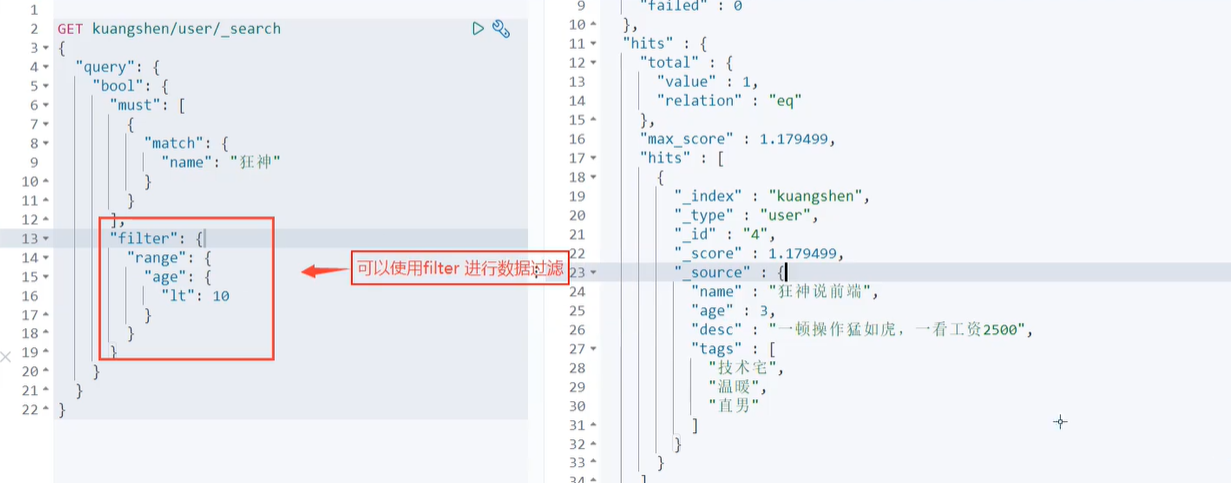 1
2 GET kuangshen/user/_search
3 {
4 "query": {
5 "bool": {
6 "must": [
7 {
8 "match": {
9 "name": "狂神"
10 }
11 }
12 ],
13 "filter": {
14 "range": {
15 "age": {
16 "lt": 10
17 }
18 }
19 }
20 }
21 }
22 }
可以使用filter 进行数据过滤
9 "failed" : 0
10 },
11 "hits" : {
12 "total" : {
13 "value" : 1,
14 "relation" : "eq"
15 },
16 "max_score" : 1.179499,
17 "hits" : [
18 {
19 "_index" : "kuangshen",
20 "_type" : "user",
21 "_id" : "4",
22 "_score" : 1.179499,
23 "_source" : {
24 "name" : "狂神说前端",
25 "age" : 3,
26 "desc" : "一顿操作猛如虎，一看工资2500",
27 "tags" : [
28 "技术宅",
29 "温暖",
30 "直男"
31 ]
32 }
33 }
34 ]